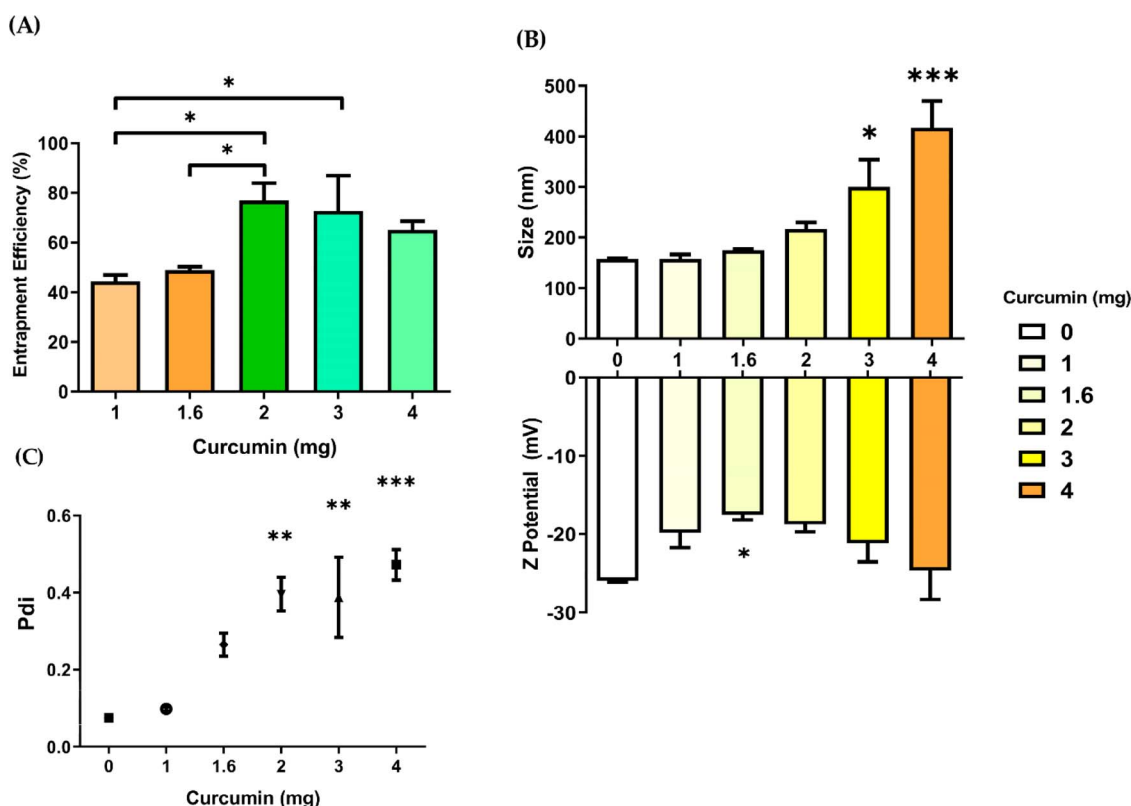 (A)
*
*
*
Entrapment Efficiency (%)
100
80
60
40
20
0
1 1.6 2 3 4
Curcumin (mg)
(B)
***
*
Size (nm)
500
400
300
200
100
0
0 1 1.6 2 3 4
Z Potential (mV)
0
-10
-20
-30
*
Curcumin (mg)
0
1
1.6
2
3
4
(C)
***
**
**
Pdi
0.6
0.4
0.2
0.0
0 1 1.6 2 3 4
Curcumin (mg)